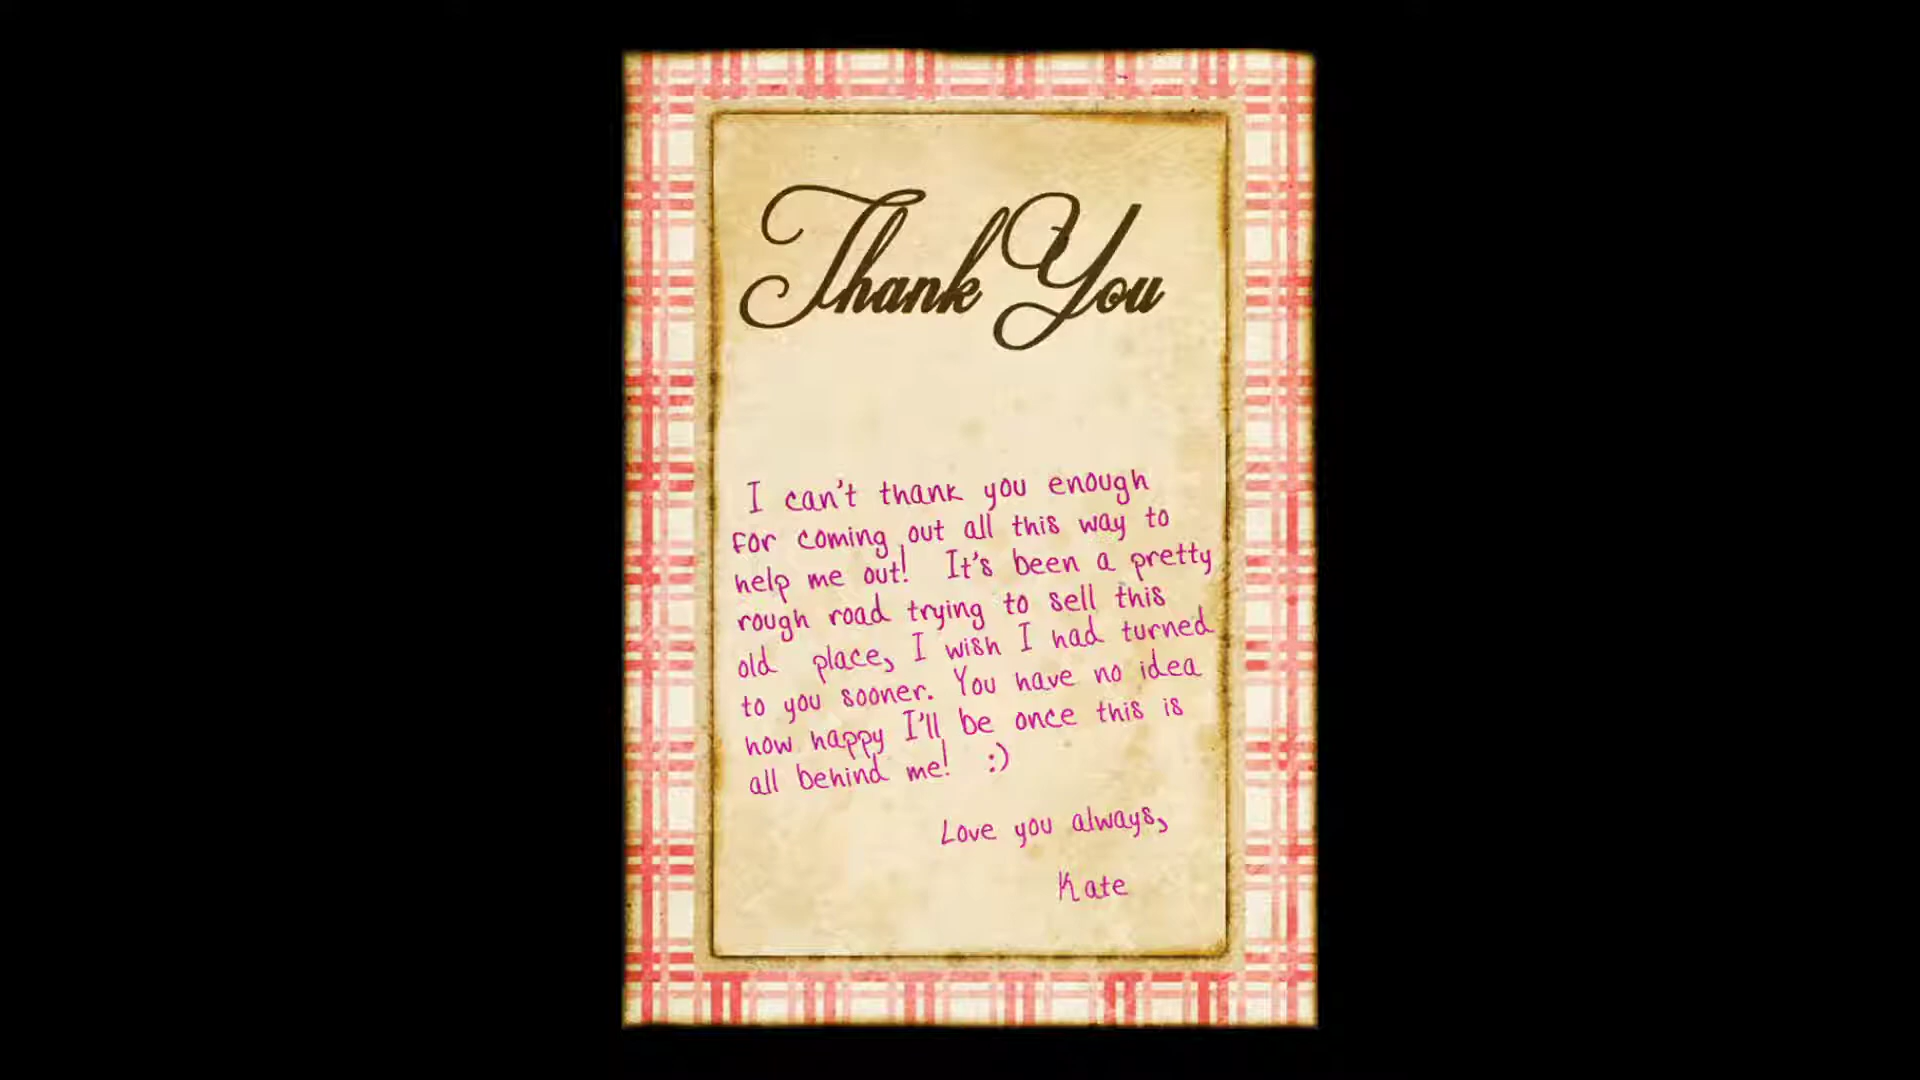 Thank You
I can't thank you enough
for coming out all this way to
help me out! It's been a pretty
rough road trying to sell this
old place, I wish I had turned
to you sooner. You have no idea
how happy I'll be once this is
all behind me! :)
Love you always,
Kate